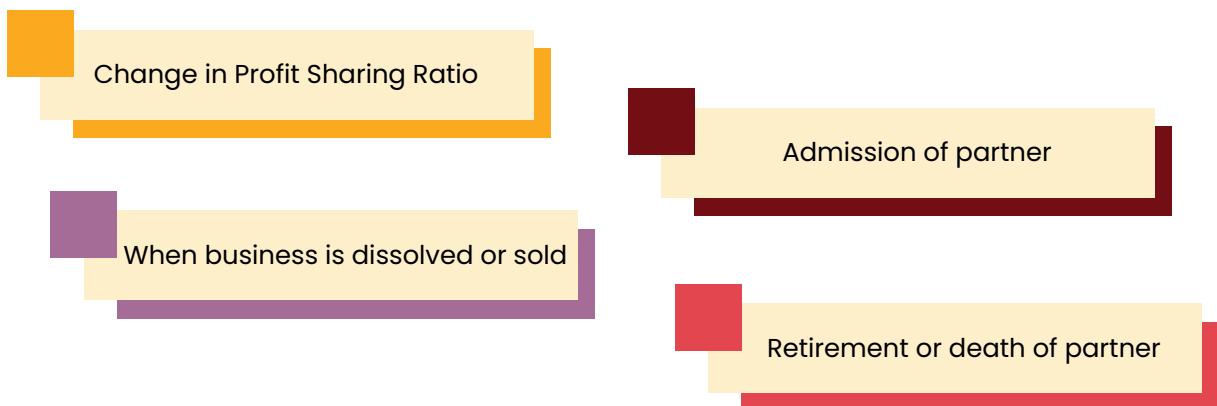 Change in Profit Sharing Ratio
Admission of partner
When business is dissolved or sold
Retirement or death of partner